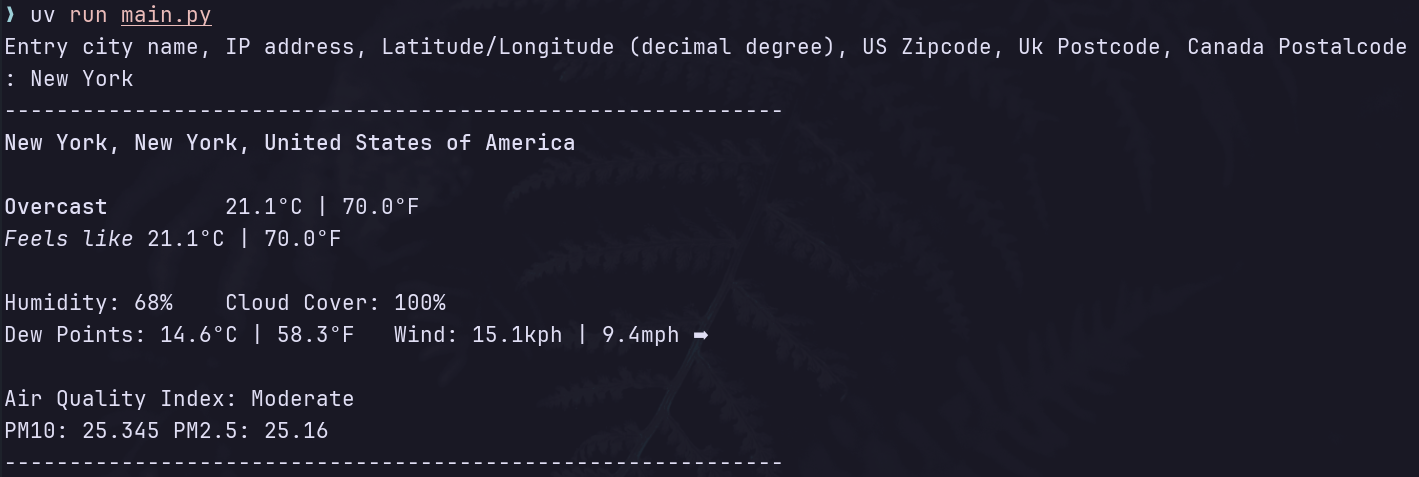 ❯ uv run main.py
Entry city name, IP address, Latitude/Longitude (decimal degree), US Zipcode, Uk Postcode, Canada Postalcode
: New York
------------------------------------------------------------
New York, New York, United States of America
Overcast         21.1°C | 70.0°F
Feels like 21.1°C | 70.0°F
Humidity: 68%    Cloud Cover: 100%
Dew Points: 14.6°C | 58.3°F   Wind: 15.1kph | 9.4mph ➡
Air Quality Index: Moderate
PM10: 25.345 PM2.5: 25.16
------------------------------------------------------------